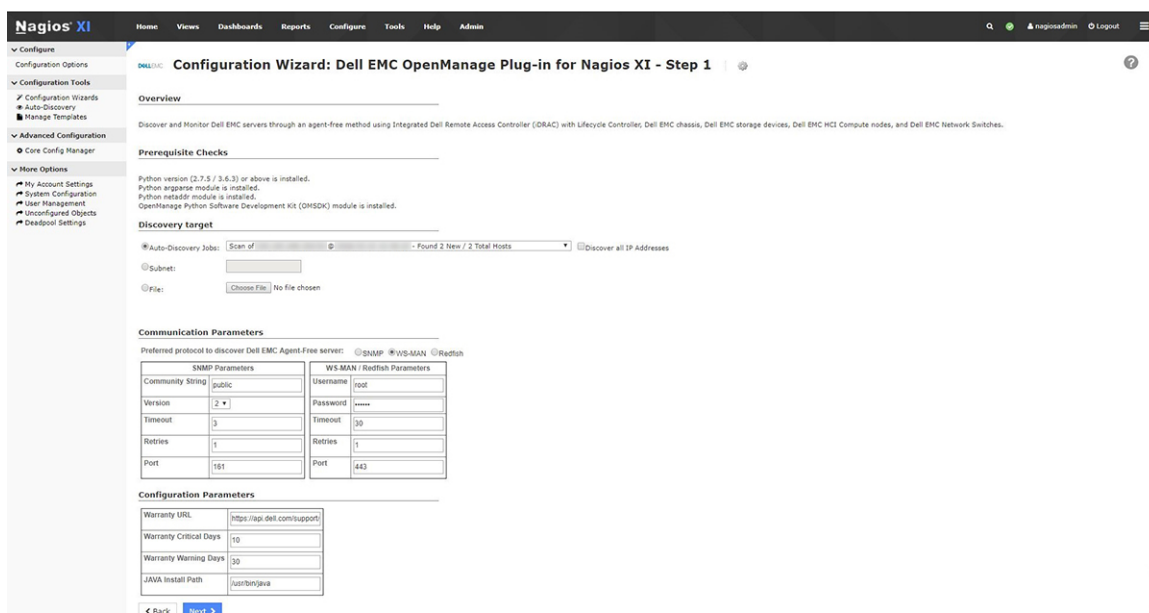 Nagios XI
Home Views Dashboards Reports Configure Tools Help Admin
nagiosadmin Logout
Configure
Configuration Options
Configuration Tools
Configuration Wizards
Auto-Discovery
Manage Templates
Advanced Configuration
Core Config Manager
More Options
My Account Settings
System Configuration
User Management
Unconfigured Objects
Deadpool Settings
DELLEMC Configuration Wizard: Dell EMC OpenManage Plug-in for Nagios XI - Step 1
Overview
Discover and Monitor Dell EMC servers through an agent-free method using Integrated Dell Remote Access Controller (iDRAC) with Lifecycle Controller, Dell EMC chassis, Dell EMC storage devices, Dell EMC HCI Compute nodes, and Dell EMC Network Switches.
Prerequisite Checks
Python version (2.7.5 / 3.6.3) or above is installed.
Python argparse module is installed.
Python netaddr module is installed.
OpenManage Python Software Development Kit (OMSDK) module is installed.
Discovery target
Auto-Discovery Jobs: Scan of @ - Found 2 New / 2 Total Hosts Discover all IP Addresses
Subnet:
File: Choose File No file chosen
Communication Parameters
Preferred protocol to discover Dell EMC Agent-Free server: SNMP WS-MAN Redfish
SNMP Parameters
Community String public
Version 2
Timeout 3
Retries 1
Port 161
WS-MAN / Redfish Parameters
Username root
Password ••••••
Timeout 30
Retries 1
Port 443
Configuration Parameters
Warranty URL https://api.dell.com/support/
Warranty Critical Days 10
Warranty Warning Days 30
JAVA Install Path /usr/bin/java
Back Next